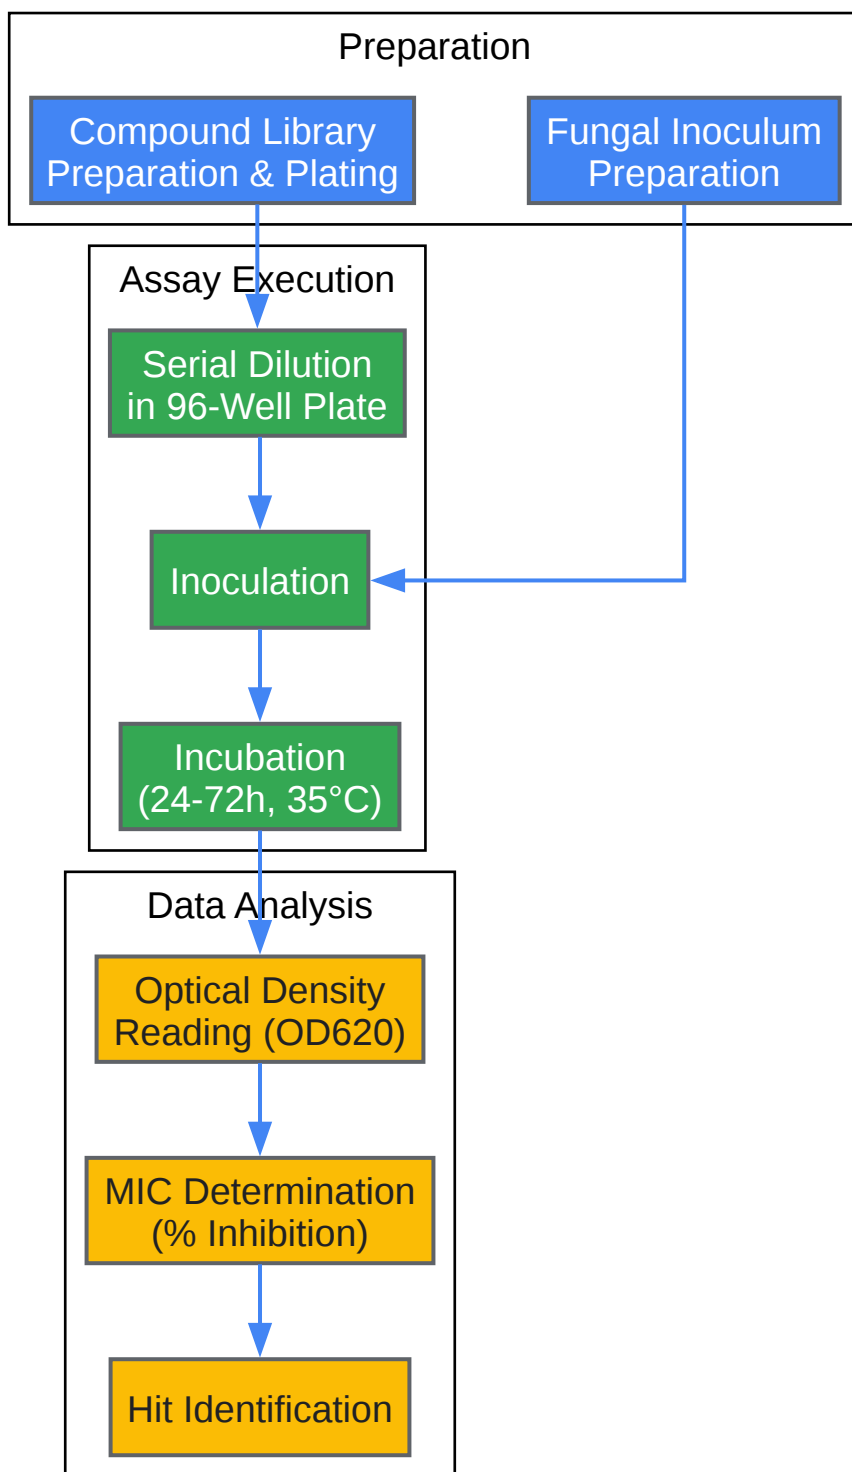 Preparation
Compound Library
Preparation & Plating
Fungal Inoculum
Preparation
Assay Execution
Serial Dilution
in 96-Well Plate
Inoculation
Incubation
(24-72h, 35°C)
Data Analysis
Optical Density
Reading (OD620)
MIC Determination
(% Inhibition)
Hit Identification